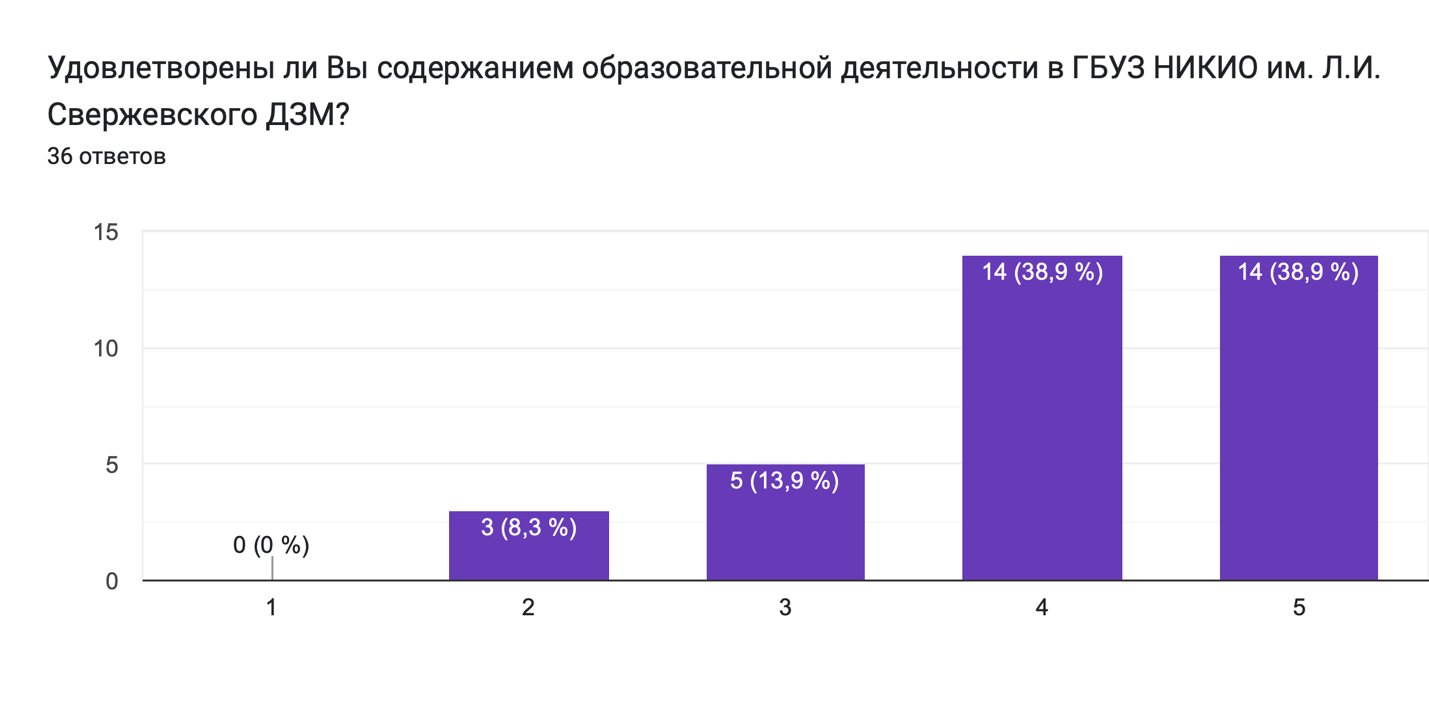 Удовлетворены ли Вы содержанием образовательной деятельности в ГБУЗ НИКИО им. Л.И.
Свержевского ДЗМ?
36 ответов
15
10
5
0
0 (0 %)
3 (8,3 %)
5 (13,9 %)
14 (38,9 %)
14 (38,9 %)
1
2
3
4
5